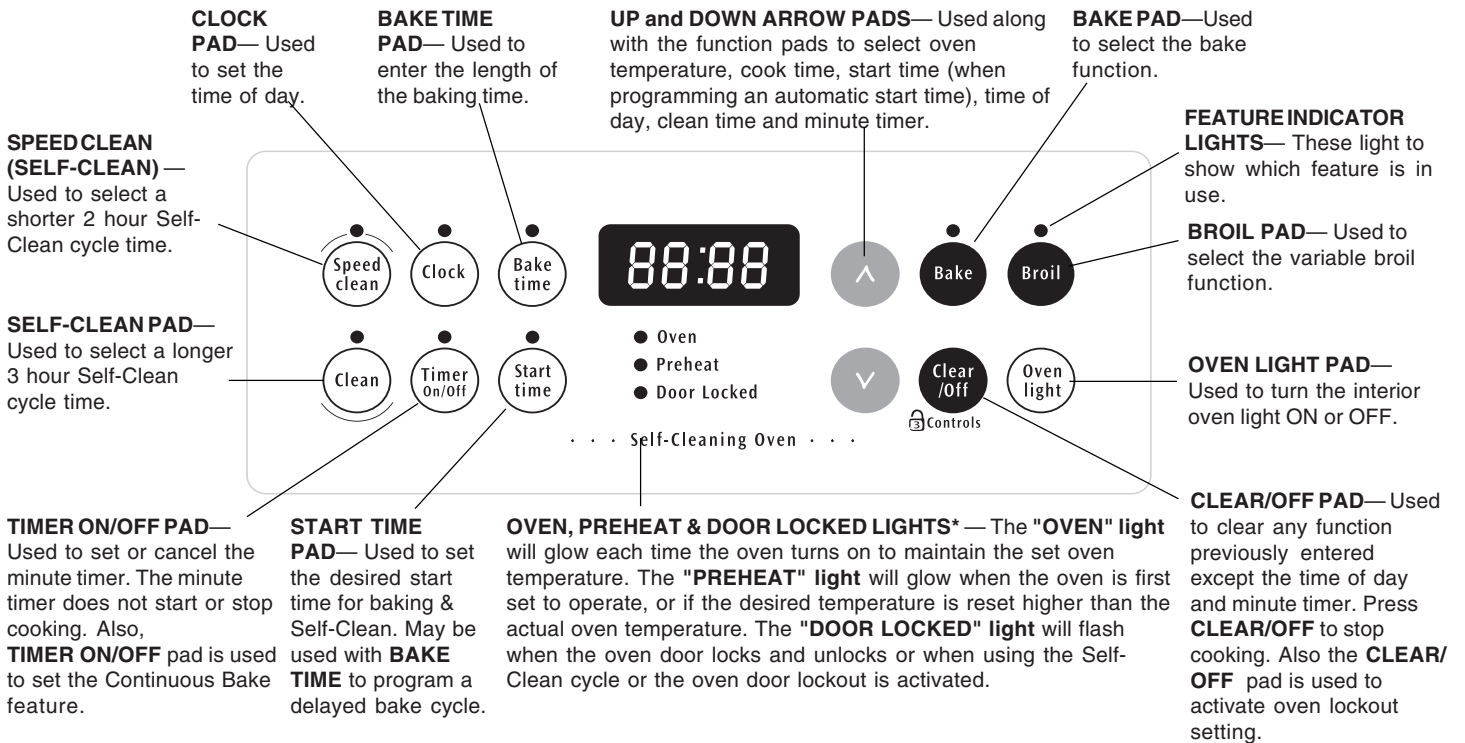 CLOCK
PAD— Used
to set the
time of day.
BAKE TIME
PAD— Used to
enter the length of
the baking time.
UP and DOWN ARROW PADS— Used along
with the function pads to select oven
temperature, cook time, start time (when
programming an automatic start time), time of
day, clean time and minute timer.
BAKE PAD—Used
to select the bake
function.
SPEED CLEAN
(SELF-CLEAN) —
Used to select a
shorter 2 hour Self-
Clean cycle time.
FEATURE INDICATOR
LIGHTS— These light to
show which feature is in
use.
BROIL PAD— Used to
select the variable broil
function.
SELF-CLEAN PAD—
Used to select a longer
3 hour Self-Clean
cycle time.
OVEN LIGHT PAD—
Used to turn the interior
oven light ON or OFF.
Speed
clean
Clock
Bake
time
88:88
Bake
Broil
Clean
Timer
On/Off
Start
time
Oven
Preheat
Door Locked
Clear
/Off
Oven
light
3 Controls
· · · Self-Cleaning Oven · · ·
TIMER ON/OFF PAD—
Used to set or cancel the
minute timer. The minute
timer does not start or stop
cooking. Also,
TIMER ON/OFF pad is used
to set the Continuous Bake
feature.
START TIME
PAD— Used to set
the desired start
time for baking &
Self-Clean. May be
used with BAKE
TIME to program a
delayed bake cycle.
OVEN, PREHEAT & DOOR LOCKED LIGHTS* — The "OVEN" light
will glow each time the oven turns on to maintain the set oven
temperature. The "PREHEAT" light will glow when the oven is first
set to operate, or if the desired temperature is reset higher than the
actual oven temperature. The "DOOR LOCKED" light will flash
when the oven door locks and unlocks or when using the Self-
Clean cycle or the oven door lockout is activated.
CLEAR/OFF PAD— Used
to clear any function
previously entered
except the time of day
and minute timer. Press
CLEAR/OFF to stop
cooking. Also the CLEAR/
OFF pad is used to
activate oven lockout
setting.